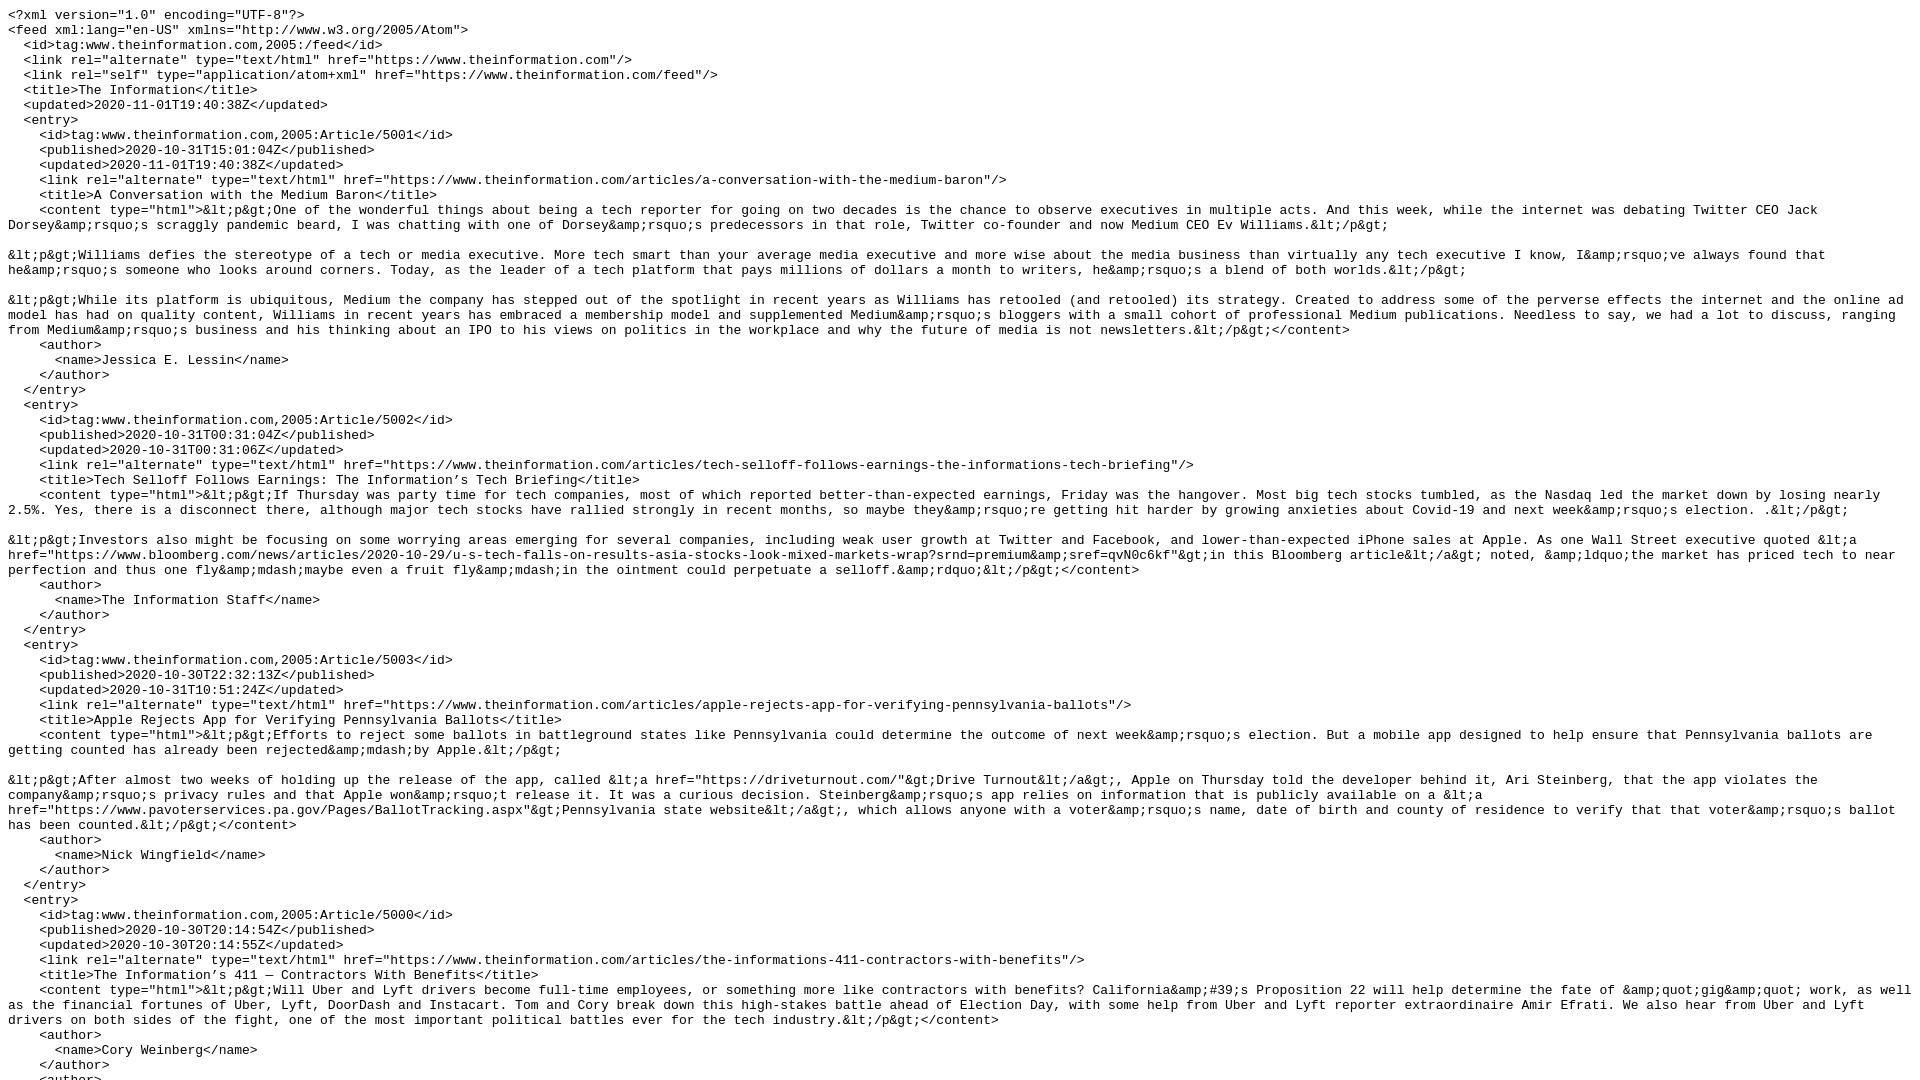 <?xml version="1.0" encoding="UTF-8"?>
<feed xml:lang="en-US" xmlns="http://www.w3.org/2005/Atom">
<id>tag:www.theinformation.com,2005:/feed</id>
<link rel="alternate" type="text/html" href="https://www.theinformation.com"/>
<link rel="self" type="application/atom+xml" href="https://www.theinformation.com/feed"/>
<title>The Information</title>
<updated>2020-11-01T19:40:38Z</updated>
<entry>
<id>tag:www.theinformation.com,2005:Article/5001</id>
<published>2020-10-31T15:01:04Z</published>
<updated>2020-11-01T19:40:38Z</updated>
<link rel="alternate" type="text/html" href="https://www.theinformation.com/articles/a-conversation-with-the-medium-baron"/>
<title>A Conversation with the Medium Baron</title>
<content type="html">&lt;p&gt;One of the wonderful things about being a tech reporter for going on two decades is the chance to observe executives in multiple acts. And this week, while the internet was debating Twitter CEO Jack
Dorsey&amp;rsquo;s scraggly pandemic beard, I was chatting with one of Dorsey&amp;rsquo;s predecessors in that role, Twitter co-founder and now Medium CEO Ev Williams.&lt;/p&gt;
&lt;p&gt;Williams defies the stereotype of a tech or media executive. More tech smart than your average media executive and more wise about the media business than virtually any tech executive I know, I&amp;rsquo;ve always found that
he&amp;rsquo;s someone who looks around corners. Today, as the leader of a tech platform that pays millions of dollars a month to writers, he&amp;rsquo;s a blend of both worlds.&lt;/p&gt;
&lt;p&gt;While its platform is ubiquitous, Medium the company has stepped out of the spotlight in recent years as Williams has retooled (and retooled) its strategy. Created to address some of the perverse effects the internet and the online ad
model has had on quality content, Williams in recent years has embraced a membership model and supplemented Medium&amp;rsquo;s bloggers with a small cohort of professional Medium publications. Needless to say, we had a lot to discuss, ranging
from Medium&amp;rsquo;s business and his thinking about an IPO to his views on politics in the workplace and why the future of media is not newsletters.&lt;/p&gt;</content>
<author>
<name>Jessica E. Lessin</name>
</author>
</entry>
<entry>
<id>tag:www.theinformation.com,2005:Article/5002</id>
<published>2020-10-31T00:31:04Z</published>
<updated>2020-10-31T00:31:06Z</updated>
<link rel="alternate" type="text/html" href="https://www.theinformation.com/articles/tech-selloff-follows-earnings-the-informations-tech-briefing"/>
<title>Tech Selloff Follows Earnings: The Information’s Tech Briefing</title>
<content type="html">&lt;p&gt;If Thursday was party time for tech companies, most of which reported better-than-expected earnings, Friday was the hangover. Most big tech stocks tumbled, as the Nasdaq led the market down by losing nearly
2.5%. Yes, there is a disconnect there, although major tech stocks have rallied strongly in recent months, so maybe they&amp;rsquo;re getting hit harder by growing anxieties about Covid-19 and next week&amp;rsquo;s election. .&lt;/p&gt;
&lt;p&gt;Investors also might be focusing on some worrying areas emerging for several companies, including weak user growth at Twitter and Facebook, and lower-than-expected iPhone sales at Apple. As one Wall Street executive quoted &lt;a
href="https://www.bloomberg.com/news/articles/2020-10-29/u-s-tech-falls-on-results-asia-stocks-look-mixed-markets-wrap?srnd=premium&amp;sref=qvN0c6kf"&gt;in this Bloomberg article&lt;/a&gt; noted, &amp;ldquo;the market has priced tech to near
perfection and thus one fly&amp;mdash;maybe even a fruit fly&amp;mdash;in the ointment could perpetuate a selloff.&amp;rdquo;&lt;/p&gt;</content>
<author>
<name>The Information Staff</name>
</author>
</entry>
<entry>
<id>tag:www.theinformation.com,2005:Article/5003</id>
<published>2020-10-30T22:32:13Z</published>
<updated>2020-10-31T10:51:24Z</updated>
<link rel="alternate" type="text/html" href="https://www.theinformation.com/articles/apple-rejects-app-for-verifying-pennsylvania-ballots"/>
<title>Apple Rejects App for Verifying Pennsylvania Ballots</title>
<content type="html">&lt;p&gt;Efforts to reject some ballots in battleground states like Pennsylvania could determine the outcome of next week&amp;rsquo;s election. But a mobile app designed to help ensure that Pennsylvania ballots are
getting counted has already been rejected&amp;mdash;by Apple.&lt;/p&gt;
&lt;p&gt;After almost two weeks of holding up the release of the app, called &lt;a href="https://driveturnout.com/"&gt;Drive Turnout&lt;/a&gt;, Apple on Thursday told the developer behind it, Ari Steinberg, that the app violates the
company&amp;rsquo;s privacy rules and that Apple won&amp;rsquo;t release it. It was a curious decision. Steinberg&amp;rsquo;s app relies on information that is publicly available on a &lt;a
href="https://www.pavoterservices.pa.gov/Pages/BallotTracking.aspx"&gt;Pennsylvania state website&lt;/a&gt;, which allows anyone with a voter&amp;rsquo;s name, date of birth and county of residence to verify that that voter&amp;rsquo;s ballot
has been counted.&lt;/p&gt;</content>
<author>
<name>Nick Wingfield</name>
</author>
</entry>
<entry>
<id>tag:www.theinformation.com,2005:Article/5000</id>
<published>2020-10-30T20:14:54Z</published>
<updated>2020-10-30T20:14:55Z</updated>
<link rel="alternate" type="text/html" href="https://www.theinformation.com/articles/the-informations-411-contractors-with-benefits"/>
<title>The Information’s 411 — Contractors With Benefits</title>
<content type="html">&lt;p&gt;Will Uber and Lyft drivers become full-time employees, or something more like contractors with benefits? California&amp;#39;s Proposition 22 will help determine the fate of &amp;quot;gig&amp;quot; work, as well
as the financial fortunes of Uber, Lyft, DoorDash and Instacart. Tom and Cory break down this high-stakes battle ahead of Election Day, with some help from Uber and Lyft reporter extraordinaire Amir Efrati. We also hear from Uber and Lyft
drivers on both sides of the fight, one of the most important political battles ever for the tech industry.&lt;/p&gt;</content>
<author>
<name>Cory Weinberg</name>
</author>
<author>